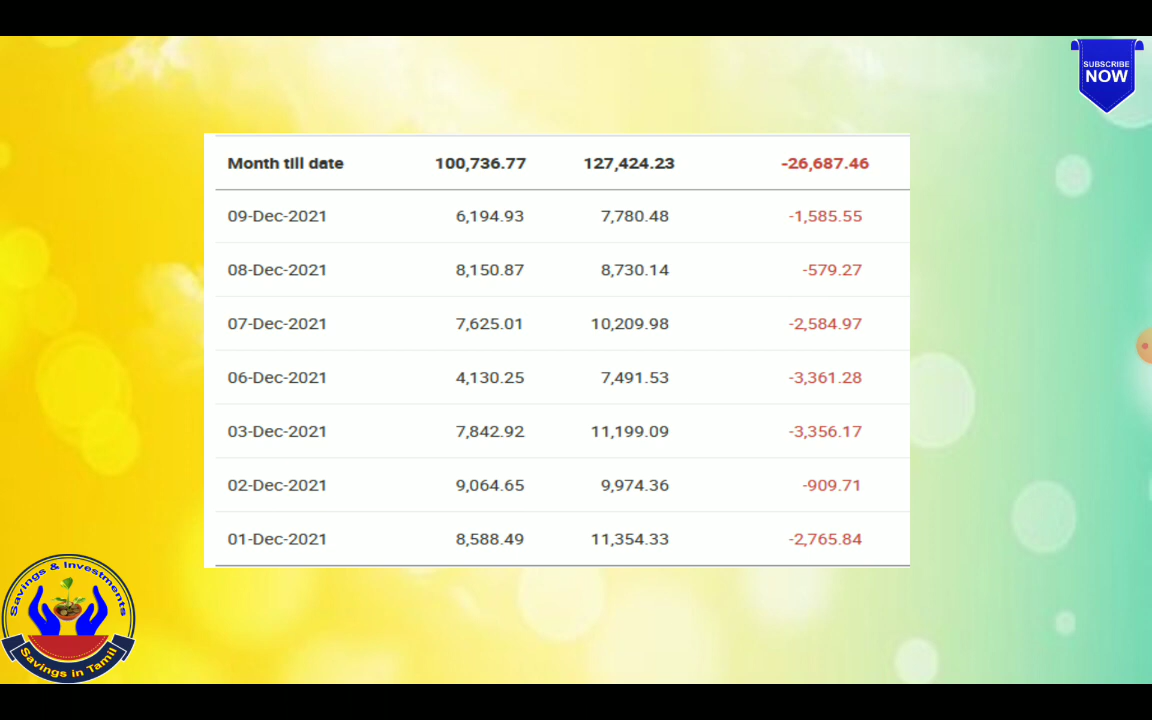 SUBSCRIBE
NOW
Month till date 100,736.77 127,424.23 -26,687.46
09-Dec-2021 6,194.93 7,780.48 -1,585.55
08-Dec-2021 8,150.87 8,730.14 -579.27
07-Dec-2021 7,625.01 10,209.98 -2,584.97
06-Dec-2021 4,130.25 7,491.53 -3,361.28
03-Dec-2021 7,842.92 11,199.09 -3,356.17
02-Dec-2021 9,064.65 9,974.36 -909.71
01-Dec-2021 8,588.49 11,354.33 -2,765.84
Savings & Investments
Savings in Tamil